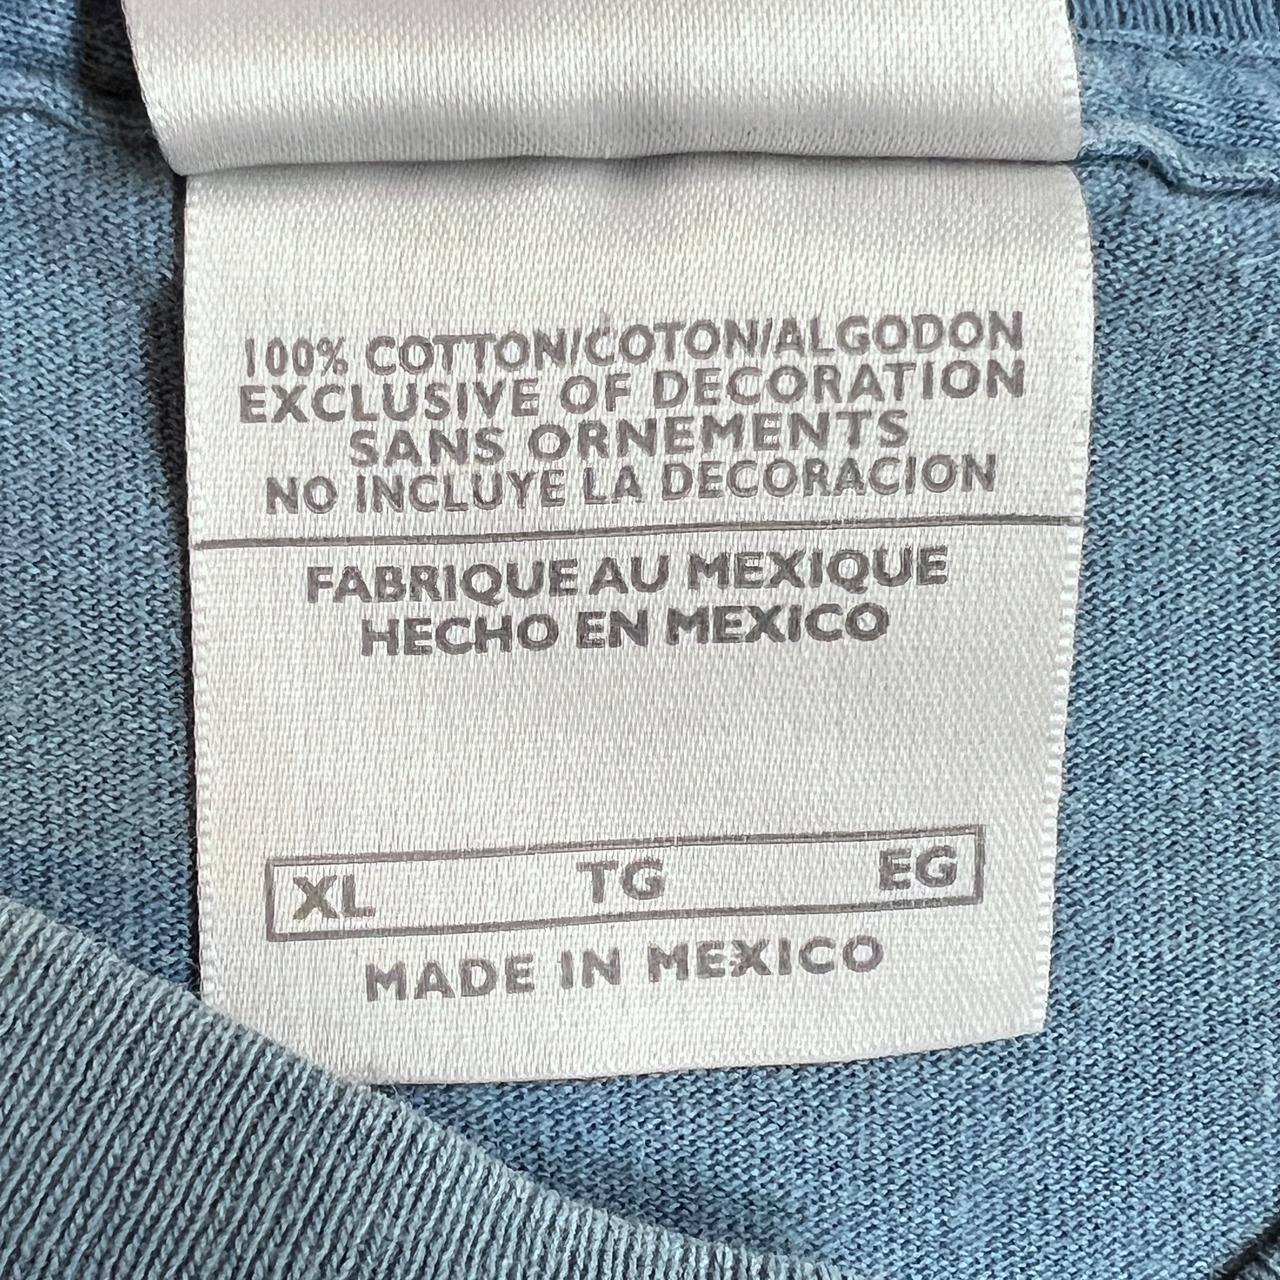 100% COTTON/COTON/ALGODON
EXCLUSIVE OF DECORATION
SANS ORNEMENTS
NO INCLUYE LA DECORACION
FABRIQUE AU MEXIQUE
HECHO EN MEXICO
XL TG EG
MADE IN MEXICO